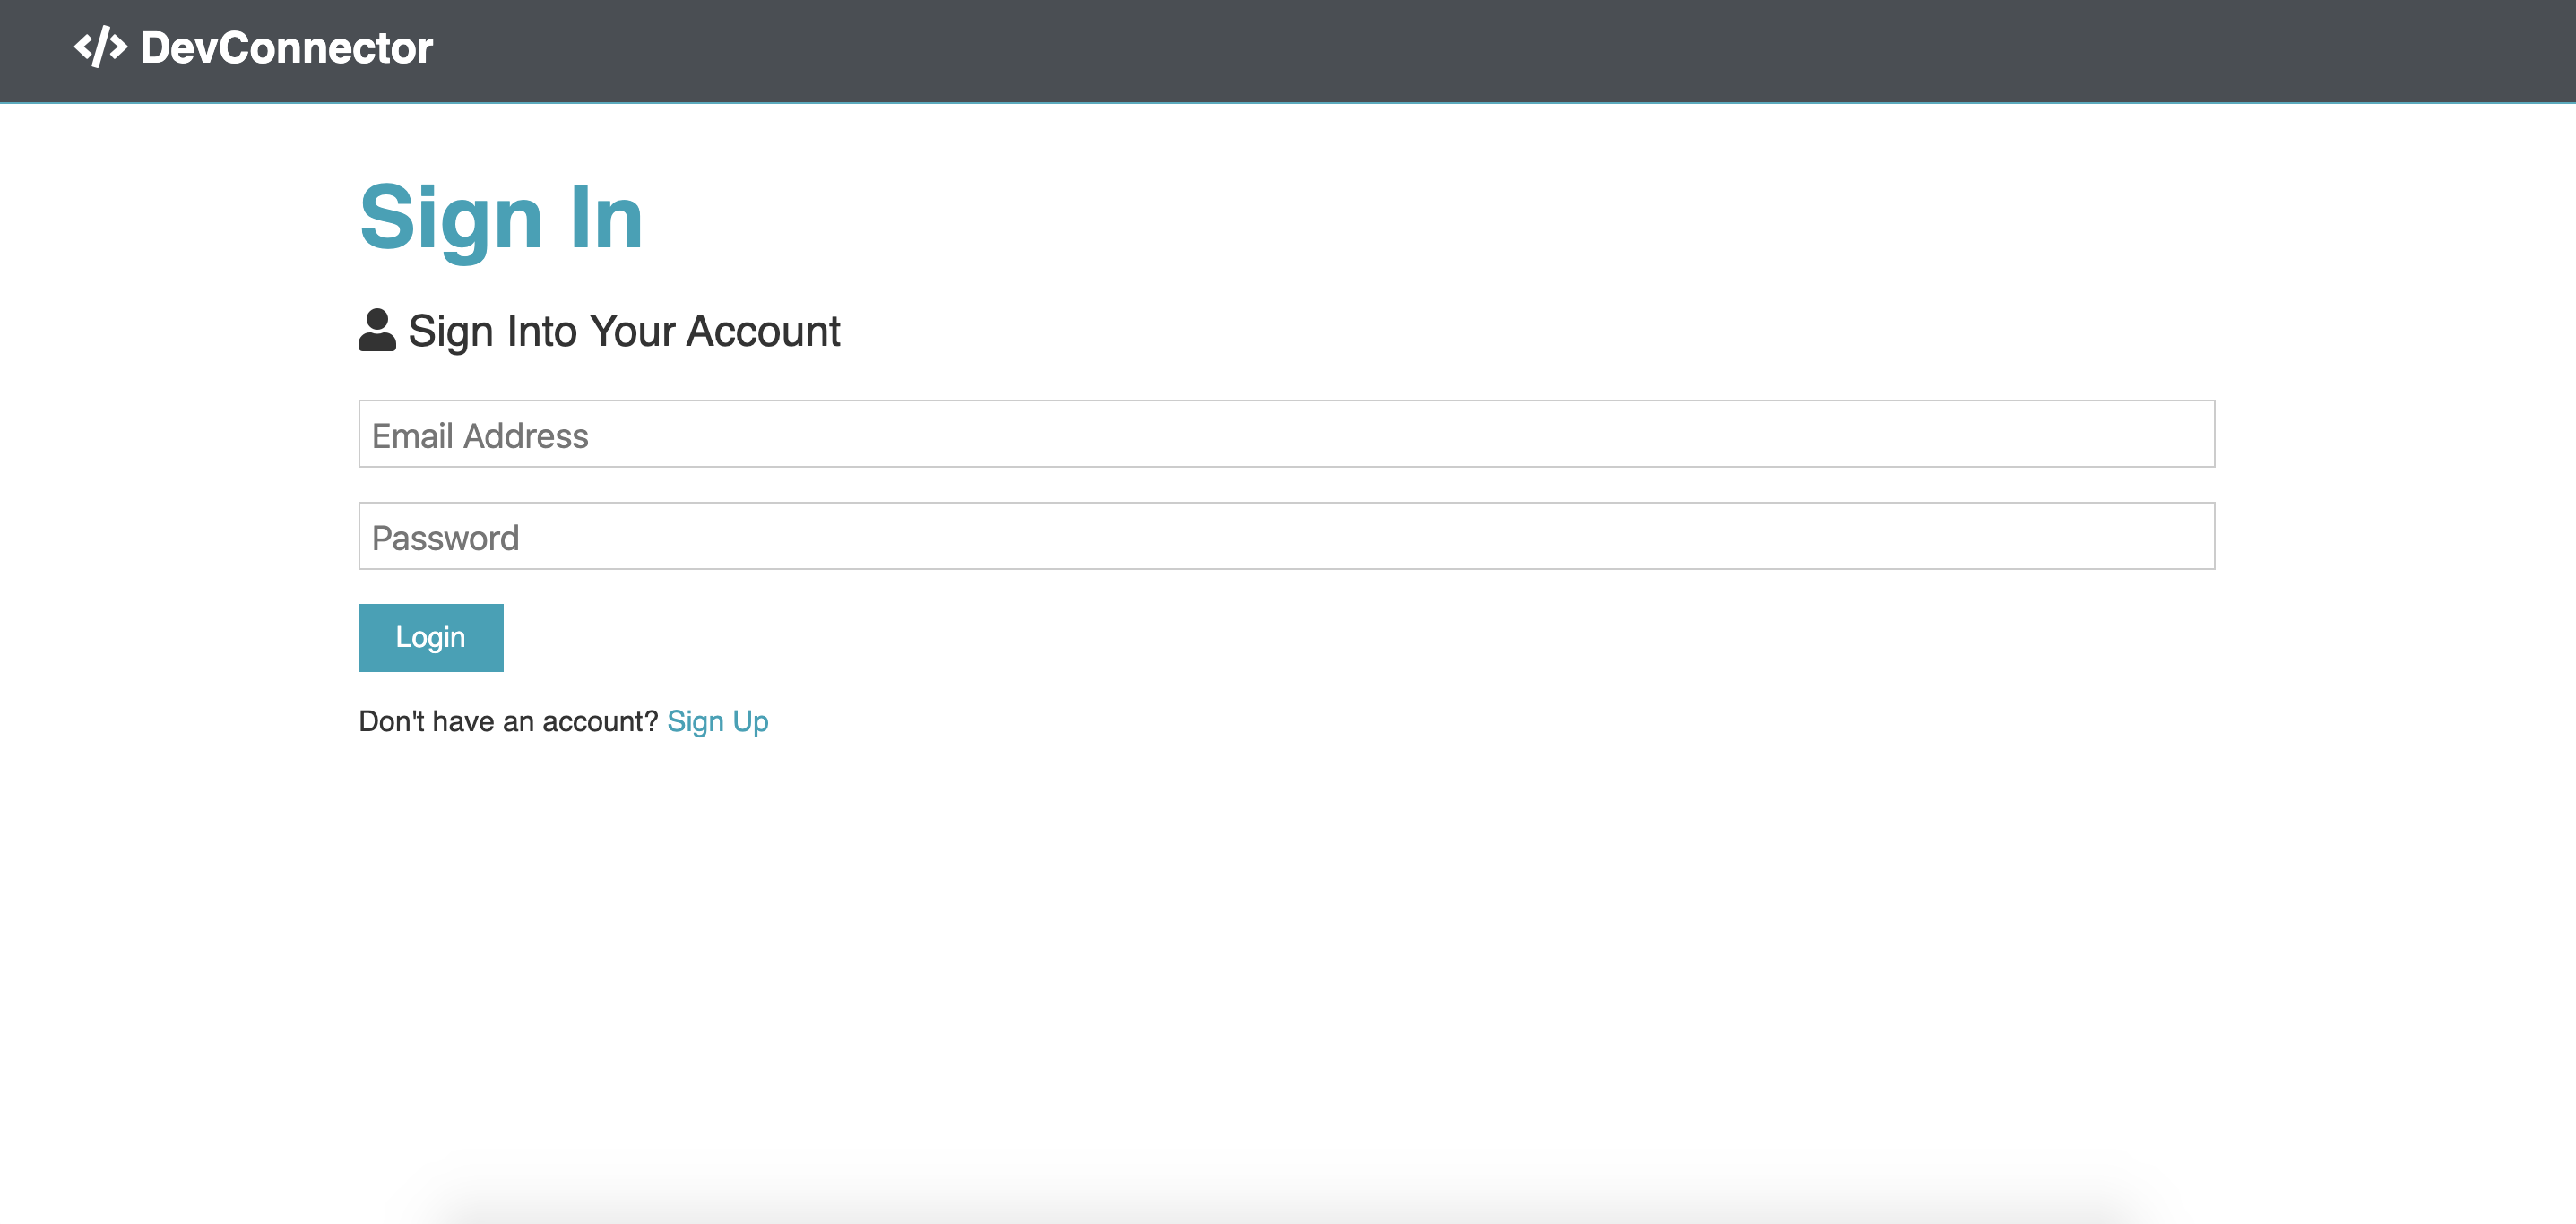 </> DevConnector
Sign In
Sign Into Your Account
Email Address
Password
Login
Don't have an account? Sign Up